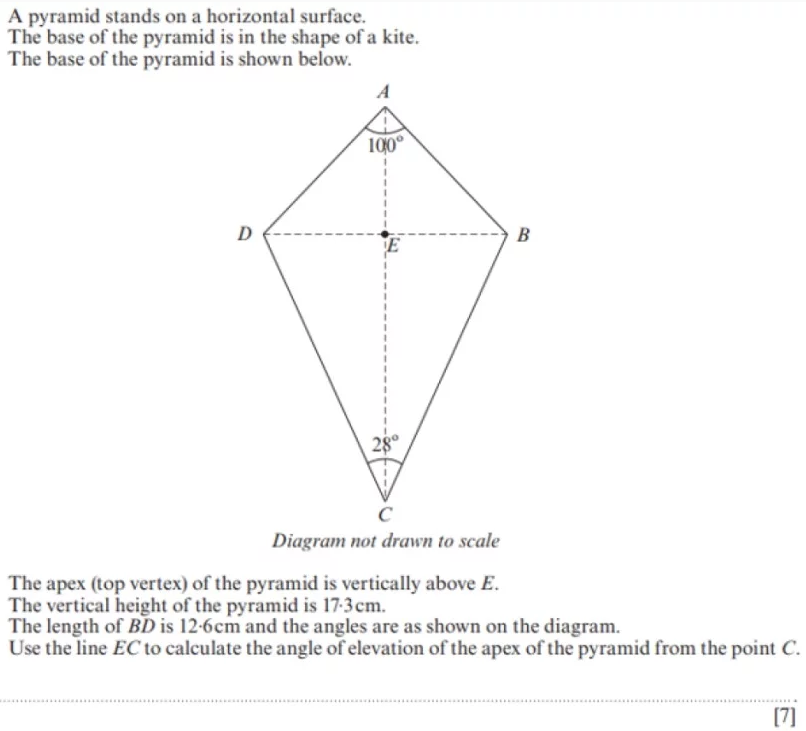 A pyramid stands on a horizontal surface.
The base of the pyramid is in the shape of a kite.
The base of the pyramid is shown below.
A
100°
D
E
B
28°
C
Diagram not drawn to scale
The apex (top vertex) of the pyramid is vertically above E.
The vertical height of the pyramid is 17·3 cm.
The length of BD is 12·6 cm and the angles are as shown on the diagram.
Use the line EC to calculate the angle of elevation of the apex of the pyramid from the point C.
[7]